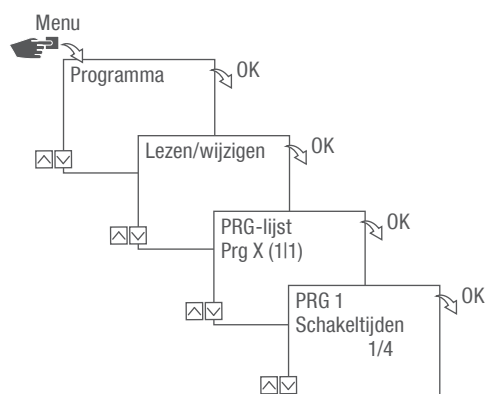 Menu
Programma
OK
Lezen/wijzigen
OK
PRG-lijst
Prg X (1|1)
OK
PRG 1
Schakeltijden
1/4
OK